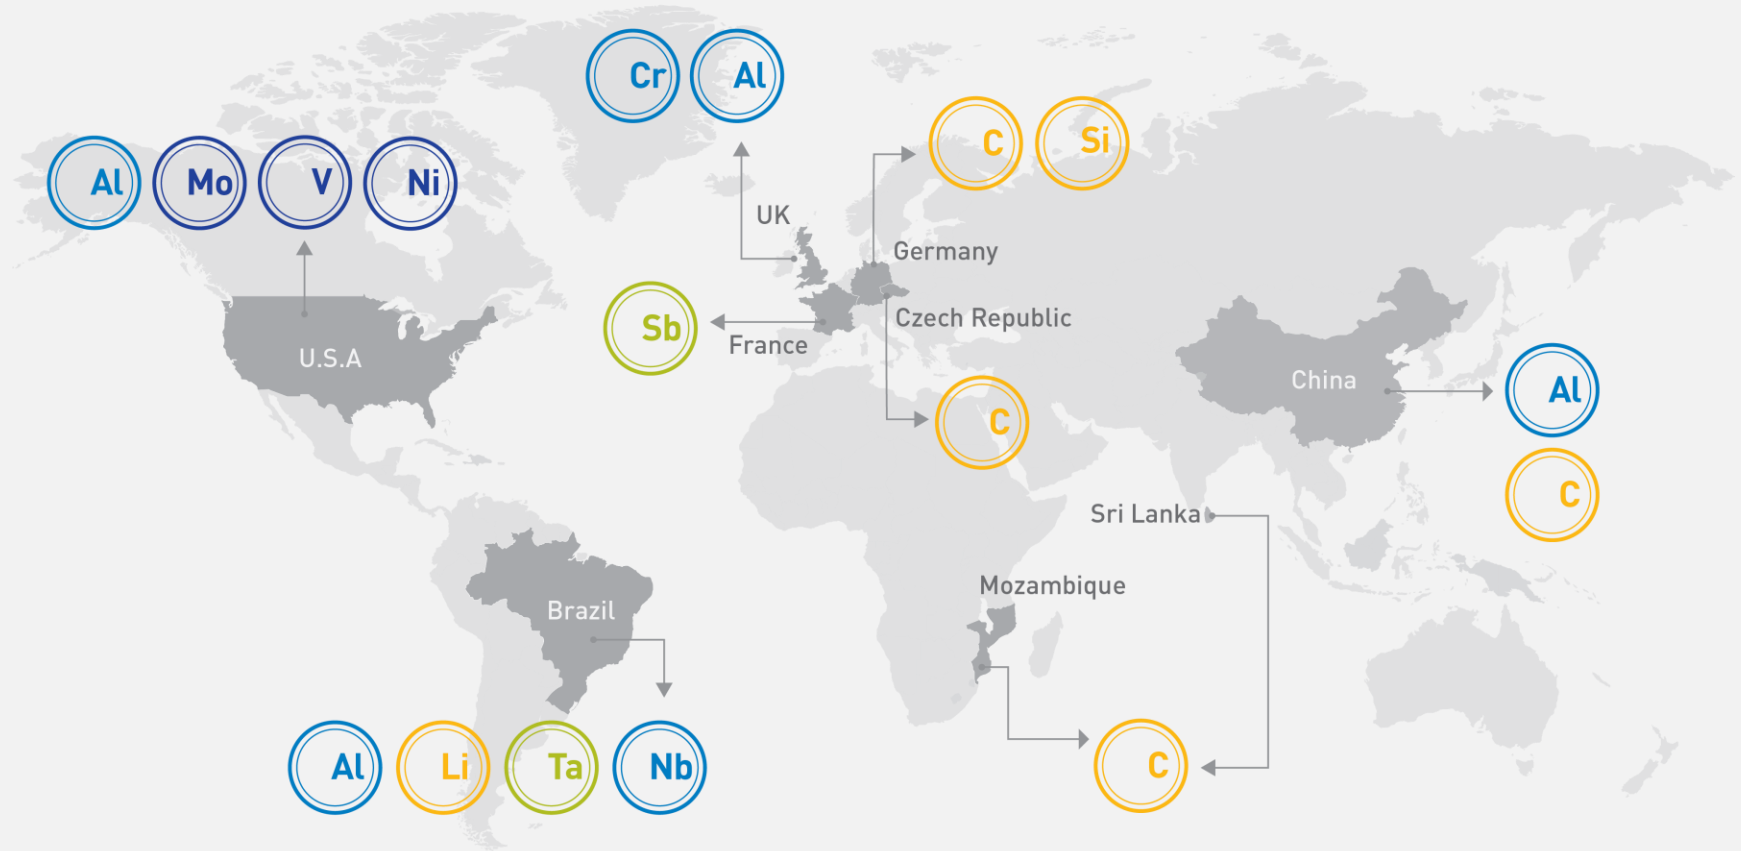 Cr Al
C Si
Al Mo V Ni
UK
Germany
Sb
Czech Republic
France
U.S.A
China
Al
C
C
Sri Lanka
Mozambique
Brazil
Al Li Ta Nb
C